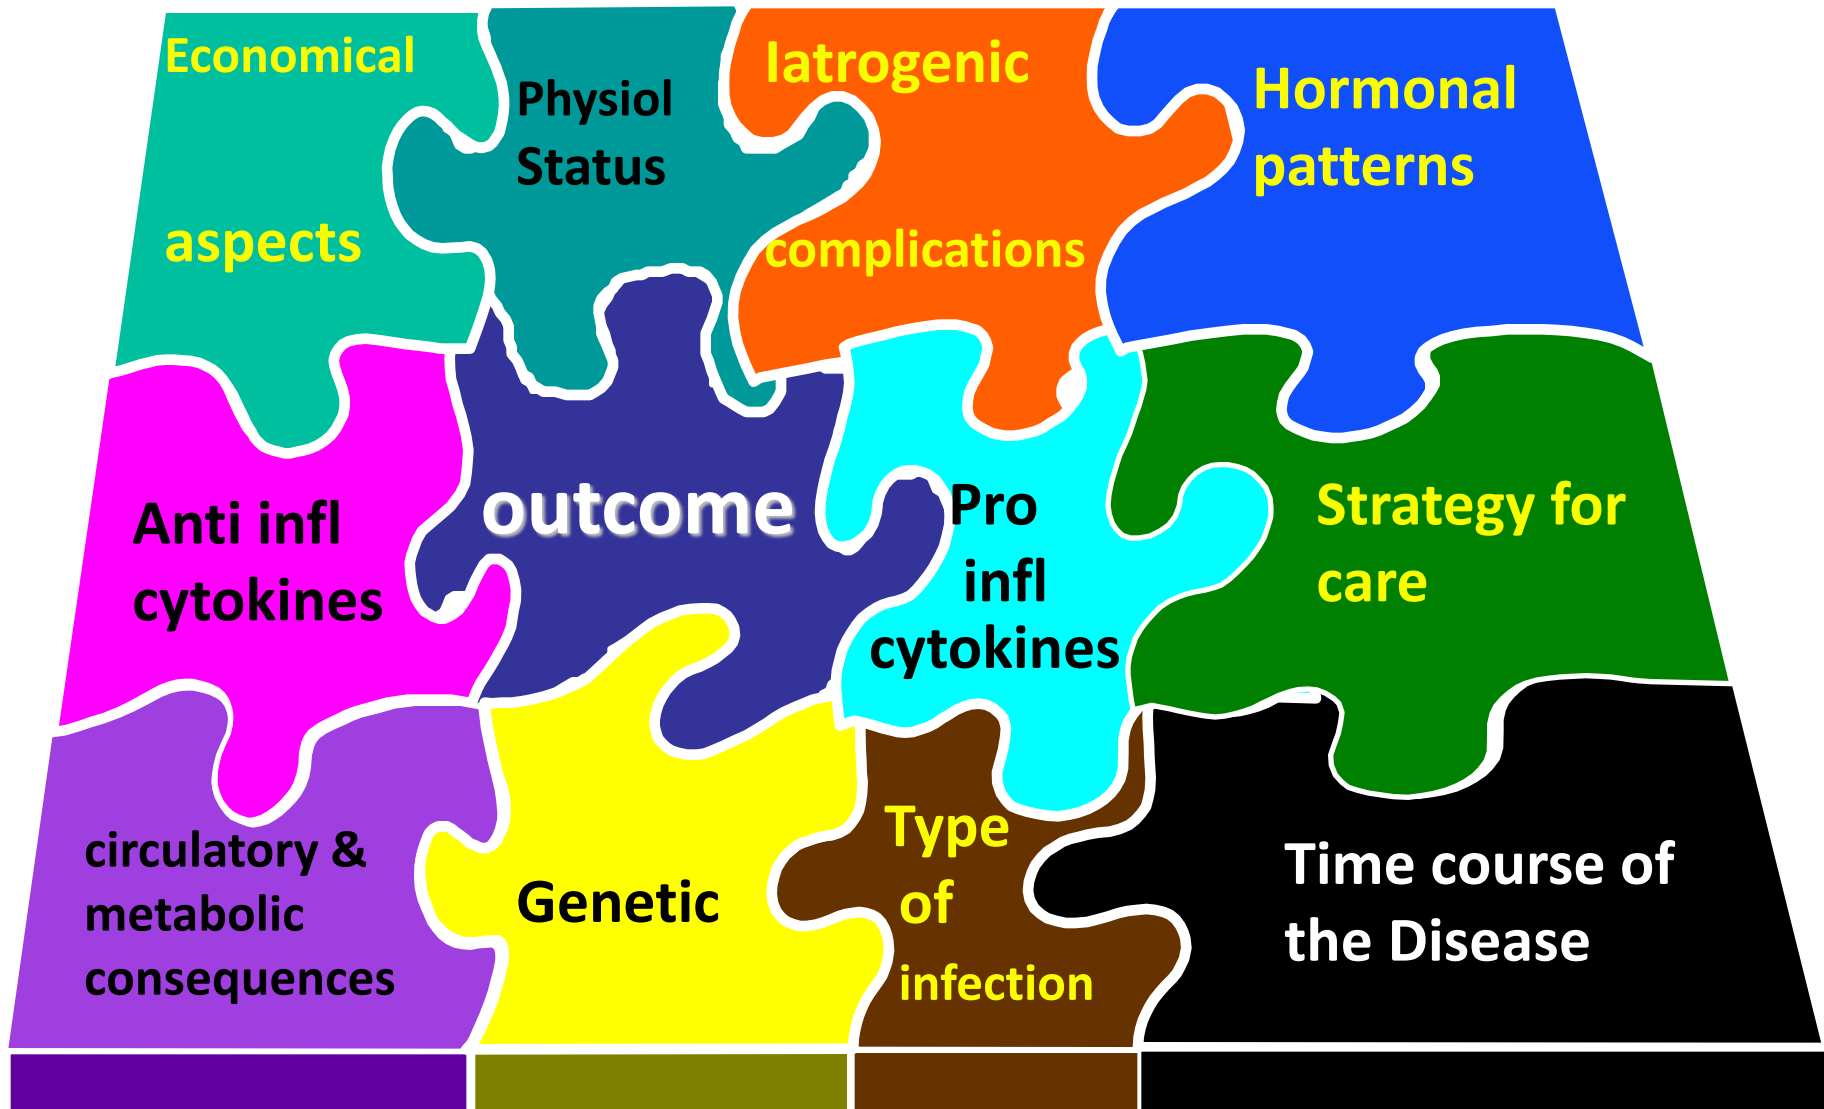 Economical
aspects
Physiol
Status
Iatrogenic
complications
Hormonal
patterns
Anti infl
cytokines
outcome
Pro
infl
cytokines
Strategy for
care
circulatory &
metabolic
consequences
Genetic
Type
of
infection
Time course of
the Disease